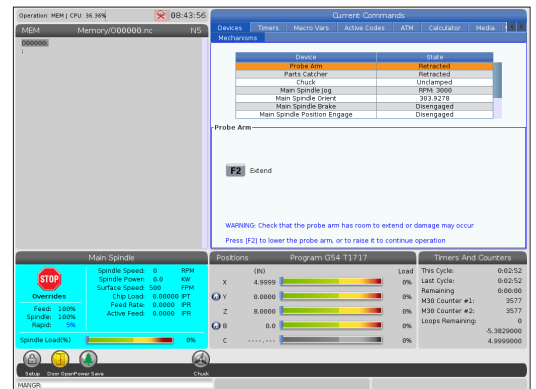 Operation: MEM | CPU: 36.36% 08:43:56
MEM Memory/O00000.nc N5
O00000;
;
Current Commands
Devices Timers Macro Vars Active Codes ATM Calculator Media
Mechanisms
Device State
Probe Arm Retracted
Parts Catcher Retracted
Chuck Unclamped
Main Spindle Jog RPM: 3000
Main Spindle Orient 303.9278
Main Spindle Brake Disengaged
Main Spindle Position Engage Disengaged
Probe Arm
F2 Extend
WARNING: Check that the probe arm has room to extend or damage may occur
Press [F2] to lower the probe arm, or to raise it to continue operation
Main Spindle
STOP
Overrides
Feed: 100%
Spindle: 100%
Rapid: 5%
Spindle Speed: 0 RPM
Spindle Power: 0.0 KW
Surface Speed: 500 FPM
Chip Load: 0.00000 IPT
Feed Rate: 0.0000 IPR
Active Feed: 0.0000 IPR
Spindle Load(%) 0%
Positions Program G54 T1717
(IN) Load
X 4.9999 0%
Y 0.0000 0%
Z 8.0000 0%
B 0.0 0%
C ----.--- 0%
Timers And Counters
This Cycle: 0:02:52
Last Cycle: 0:02:52
Remaining 0:00:00
M30 Counter #1: 3577
M30 Counter #2: 3577
Loops Remaining: 0
-5.3829000
4.9999000
Setup Door Open Power Save Chuck
MANGR: